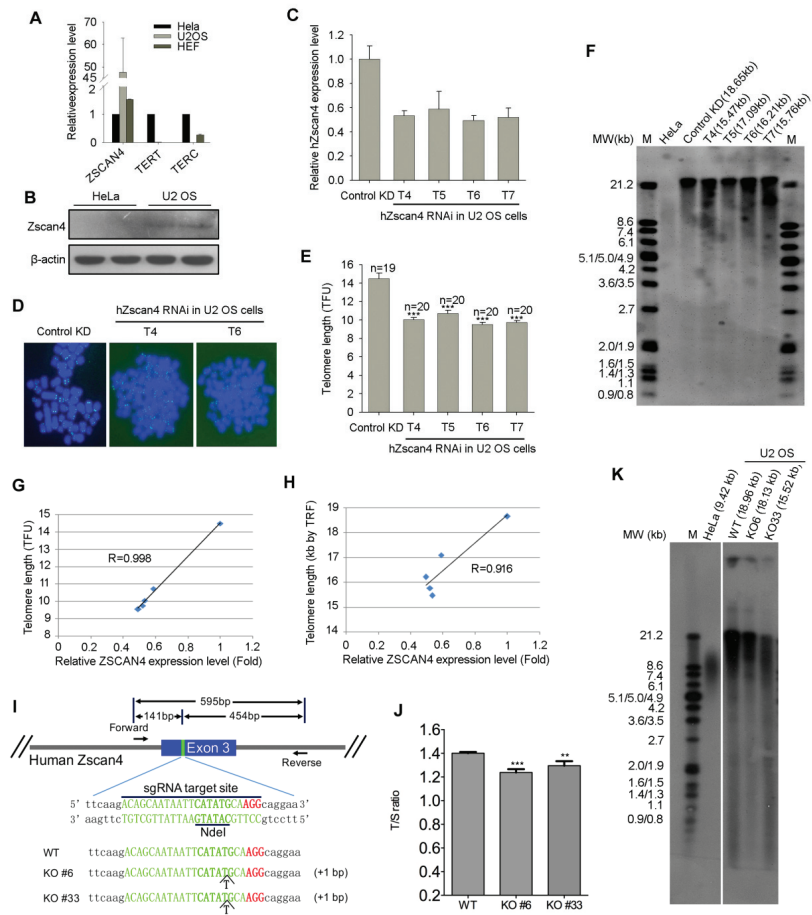 A
Relativeexpression level
70
60
50
45
2
1
0
Hela
U2OS
HEF
ZSCAN4
TERT
TERC
B
HeLa
U2 OS
Zscan4
β-actin
C
Relative hZscan4 expression level
1.2
1.0
0.8
0.6
0.4
0.2
0.0
Control KD
T4
T5
T6
T7
hZscan4 RNAi in U2 OS cells
D
hZscan4 RNAi in U2 OS cells
Control KD
T4
T6
E
Telomere length (TFU)
16
14
12
10
8
6
4
2
0
n=19
n=20
***
n=20
***
n=20
***
n=20
***
Control KD
T4
T5
T6
T7
hZscan4 RNAi in U2 OS cells
F
MW(kb)
M
HeLa
Control KD(18.65kb)
T4(15.47kb)
T5(17.09kb)
T6(16.21kb)
T7(15.76kb)
M
21.2
8.6
7.4
6.1
5.1/5.0/4.9
4.2
3.6/3.5
2.7
2.0/1.9
1.6/1.5
1.4/1.3
1.1
0.9/0.8
G
Telomere length (TFU)
15
14
13
12
11
10
9
8
R=0.998
0
0.2
0.4
0.6
0.8
1
1.2
Relative ZSCAN4 expression level (Fold)
H
Telomere length (kb by TRF)
19
18
17
16
15
14
R=0.916
0
0.2
0.4
0.6
0.8
1
1.2
Relative ZSCAN4 expression level (Fold)
I
595bp
141bp
454bp
Forward
Exon 3
Human Zscan4
Reverse
sgRNA target site
5' ttcaagACAGCAATAATTCATATGCAAGGcaggaa 3'
3' aagttcTGTCGTTATTAAGTATACGTTCCgtcctt 5'
NdeI
WT ttcaagACAGCAATAATTCATATGCAAGGcaggaa
KO #6 ttcaagACAGCAATAATTCATATGCAAGGcaggaa (+1 bp)
T
KO #33 ttcaagACAGCAATAATTCATATGCAAGGcaggaa (+1 bp)
T
J
T/S ratio
1.6
1.4
1.2
1.0
0.8
0.6
0.4
0.2
***
**
WT
KO #6
KO #33
K
U2 OS
MW (kb)
M
HeLa (9.42 kb)
WT (18.96 kb)
KO6 (18.13 kb)
KO33 (15.52 kb)
21.2
8.6
7.4
6.1
5.1/5.0/4.9
4.2
3.6/3.5
2.7
2.0/1.9
1.6/1.5
1.4/1.3
1.1
0.9/0.8